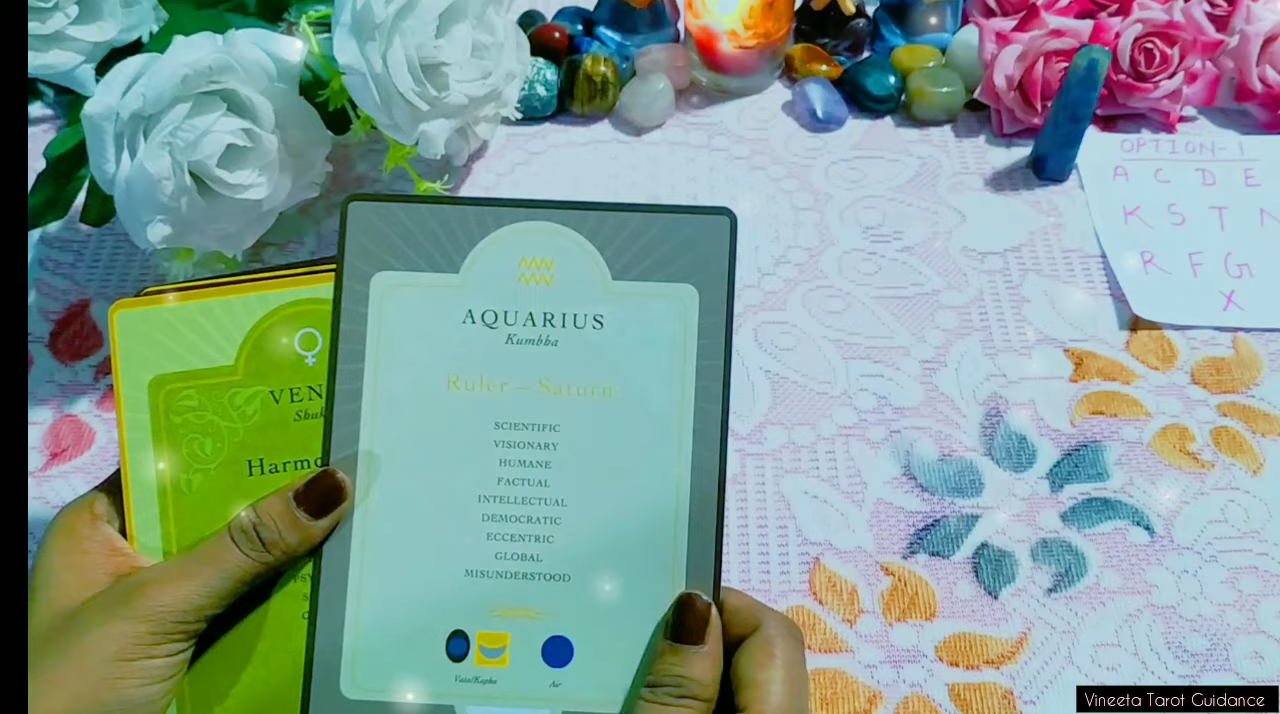 OPTION-1
A C D E
K S T
R F G
X
VEN
Shuk
Harmo
AQUARIUS
Kumbha
Ruler — Saturn
SCIENTIFIC
VISIONARY
HUMANE
FACTUAL
INTELLECTUAL
DEMOCRATIC
ECCENTRIC
GLOBAL
MISUNDERSTOOD
Vata/Kapha
Air
Vineeta Tarot Guidance